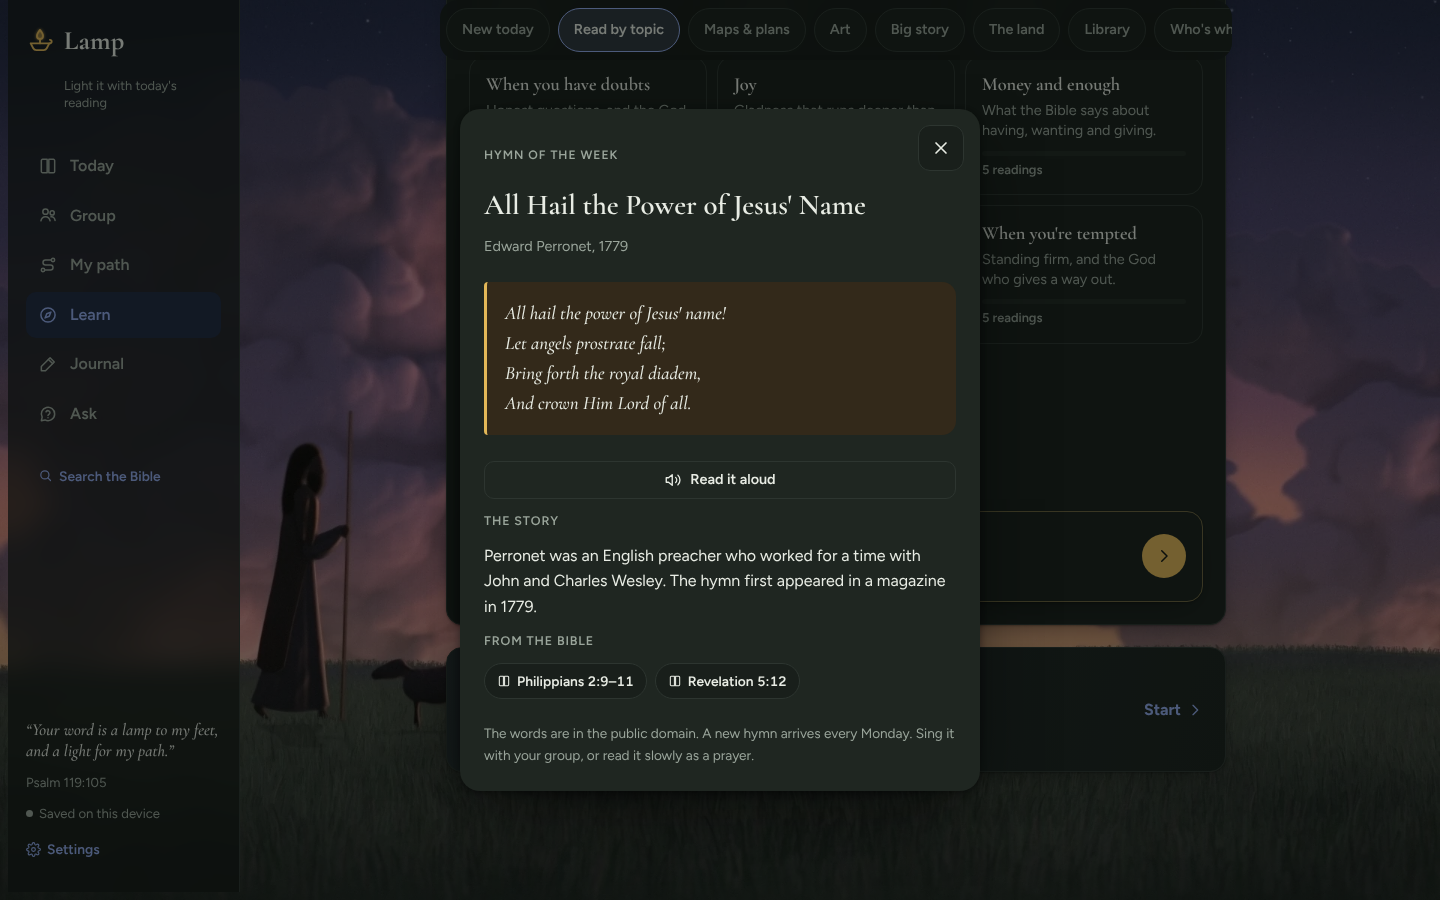 Lamp
Light it with today's
reading
Today
Group
My path
Learn
Journal
Ask
Search the Bible
“Your word is a lamp to my feet,
and a light for my path.”
Psalm 119:105
Saved on this device
Settings
New today
Read by topic
Maps & plans
Art
Big story
The land
Library
Who's wh
When you have doubts
Joy
Money and enough
What the Bible says about
having, wanting and giving.
5 readings
When you're tempted
Standing firm, and the God
who gives a way out.
5 readings
Start
HYMN OF THE WEEK
All Hail the Power of Jesus' Name
Edward Perronet, 1779
All hail the power of Jesus' name!
Let angels prostrate fall;
Bring forth the royal diadem,
And crown Him Lord of all.
Read it aloud
THE STORY
Perronet was an English preacher who worked for a time with
John and Charles Wesley. The hymn first appeared in a magazine
in 1779.
FROM THE BIBLE
Philippians 2:9–11
Revelation 5:12
The words are in the public domain. A new hymn arrives every Monday. Sing it
with your group, or read it slowly as a prayer.